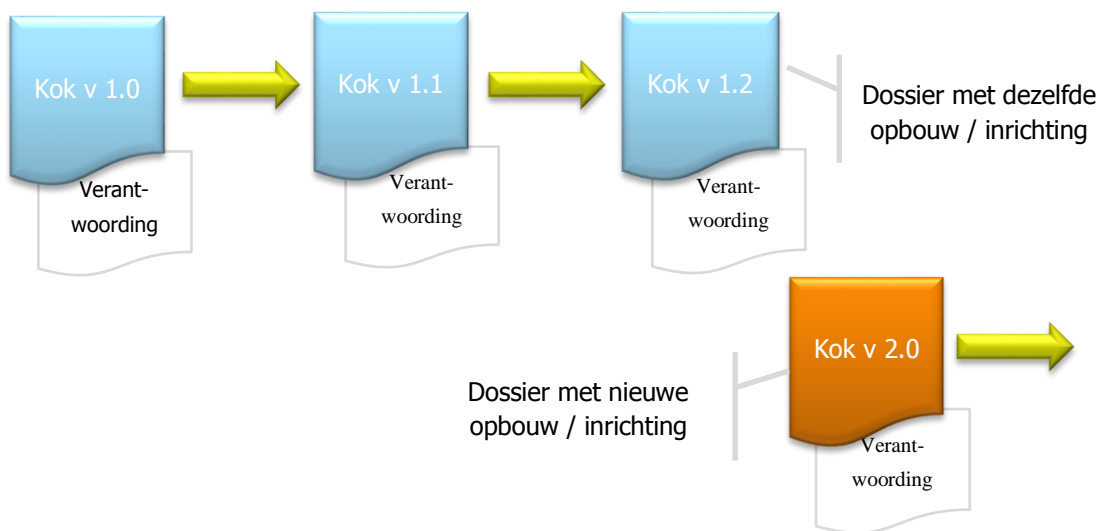 Kok v 1.0
Verant-
woording
Kok v 1.1
Verant-
woording
Kok v 1.2
Verant-
woording
Dossier met dezelfde
opbouw / inrichting
Dossier met nieuwe
opbouw / inrichting
Kok v 2.0
Verant-
woording